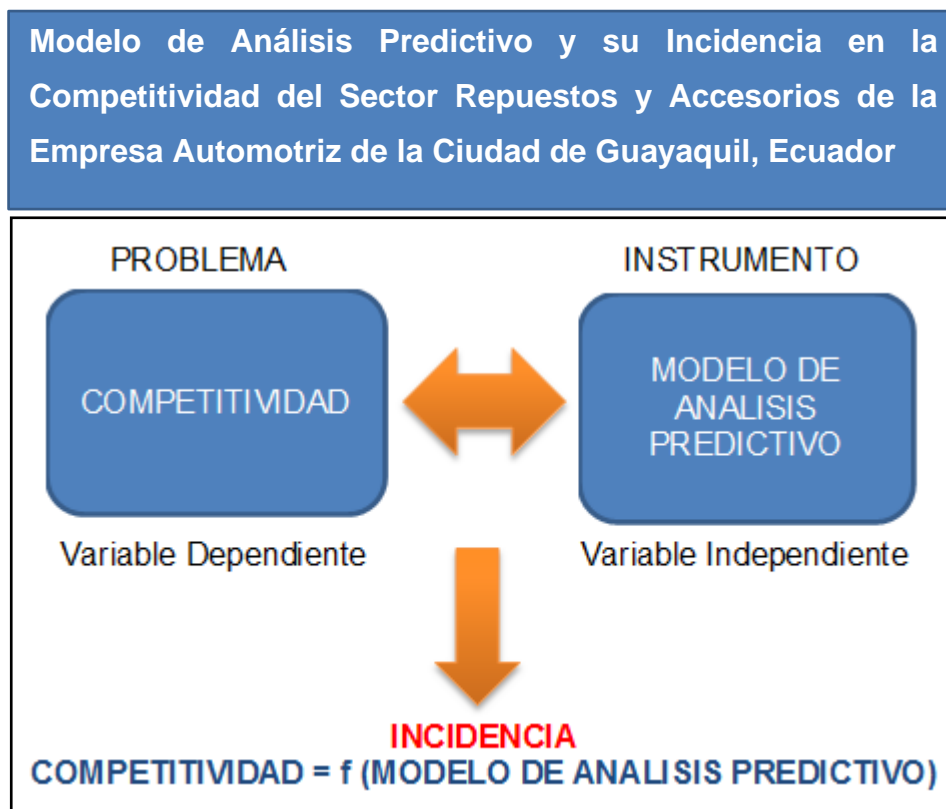 Modelo de Análisis Predictivo y su Incidencia en la
Competitividad del Sector Repuestos y Accesorios de la
Empresa Automotriz de la Ciudad de Guayaquil, Ecuador
PROBLEMA
INSTRUMENTO
COMPETITIVIDAD
MODELO DE
ANALISIS
PREDICTIVO
Variable Dependiente
Variable Independiente
INCIDENCIA
COMPETITIVIDAD = f (MODELO DE ANALISIS PREDICTIVO)